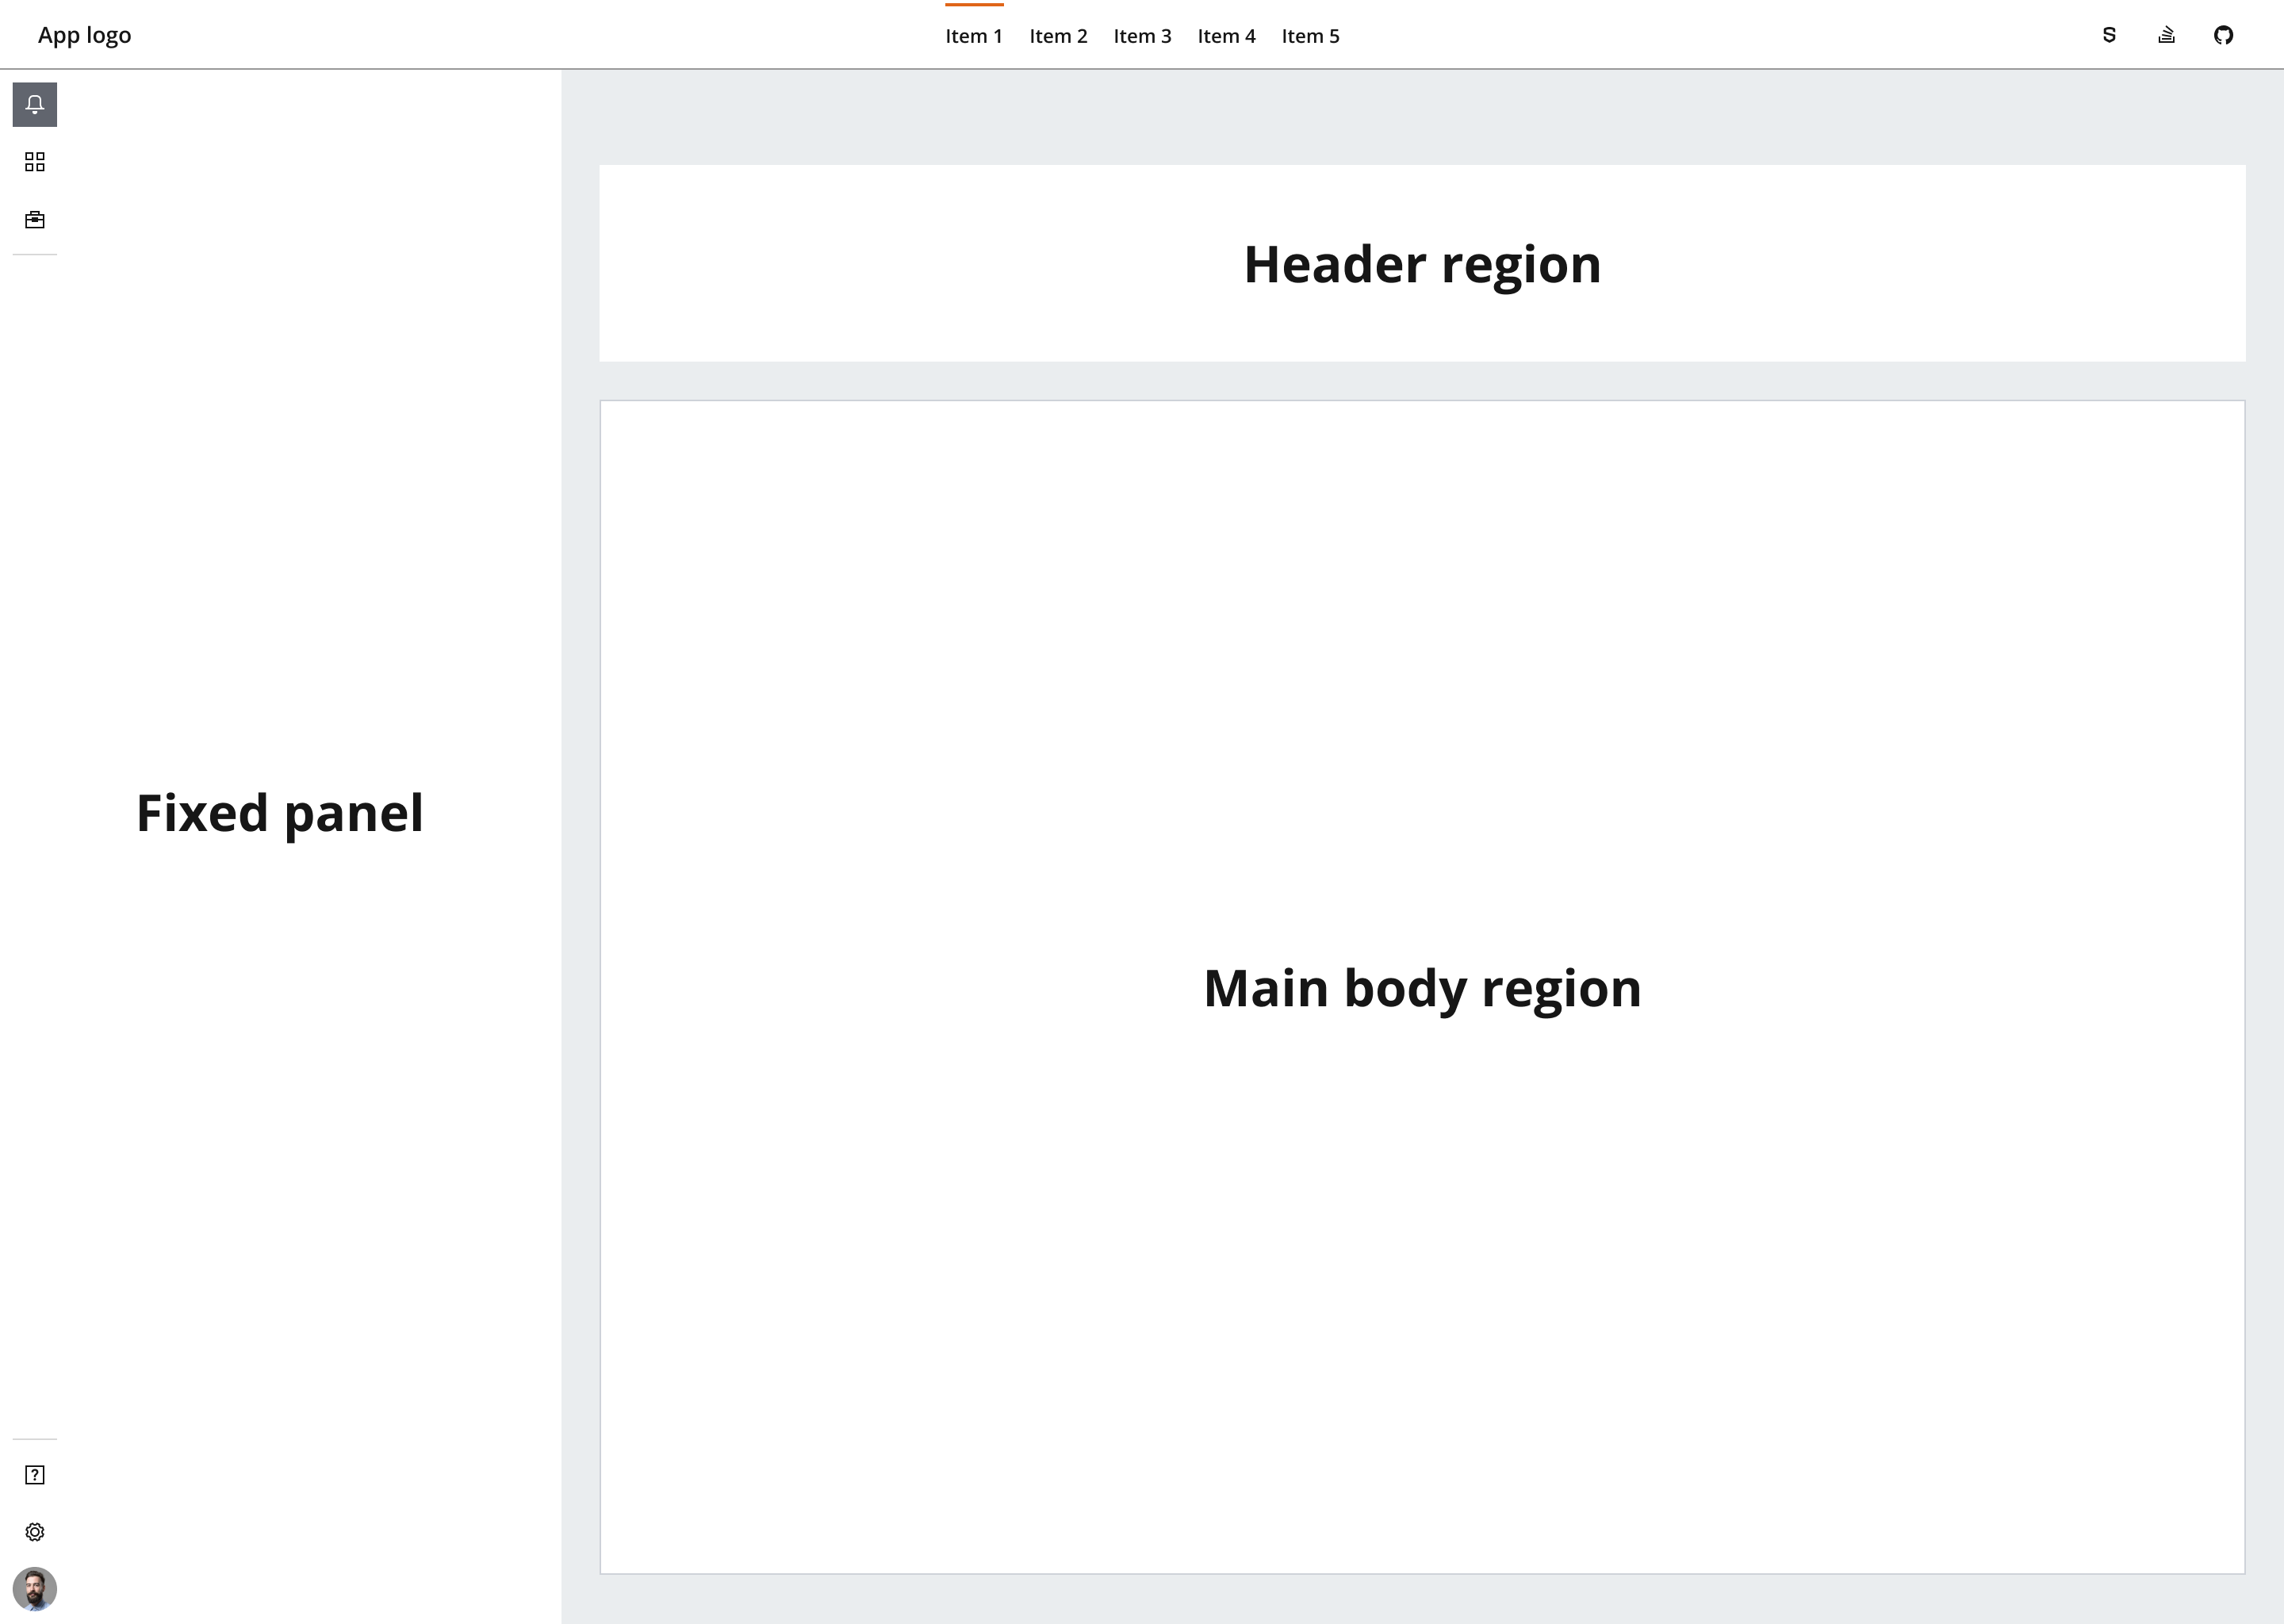 App logo
Item 1 Item 2 Item 3 Item 4 Item 5
Header region
Fixed panel
Main body region
?